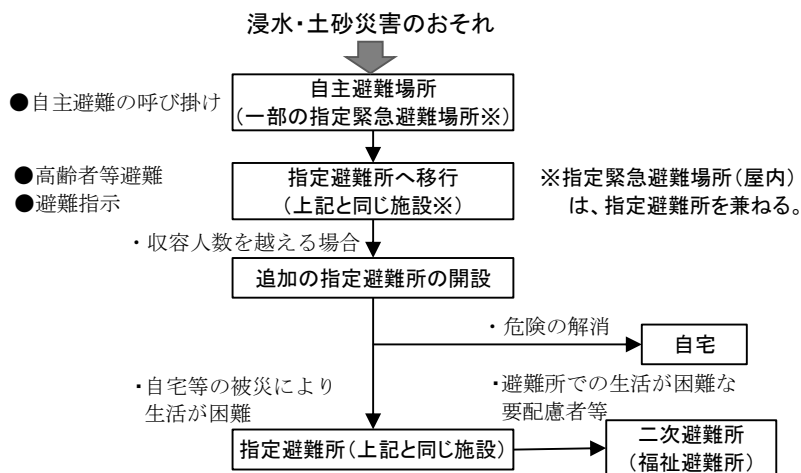 浸水・土砂災害のおそれ
自主避難場所
(一部の指定緊急避難場所※)
●自主避難の呼び掛け
●高齢者等避難
●避難指示
指定避難所へ移行
(上記と同じ施設※)
※指定緊急避難場所(屋内)
は、指定避難所を兼ねる。
・収容人数を越える場合
追加の指定避難所の開設
・危険の解消
自宅
・自宅等の被災により
生活が困難
・避難所での生活が困難な
要配慮者等
指定避難所(上記と同じ施設)
二次避難所
(福祉避難所)